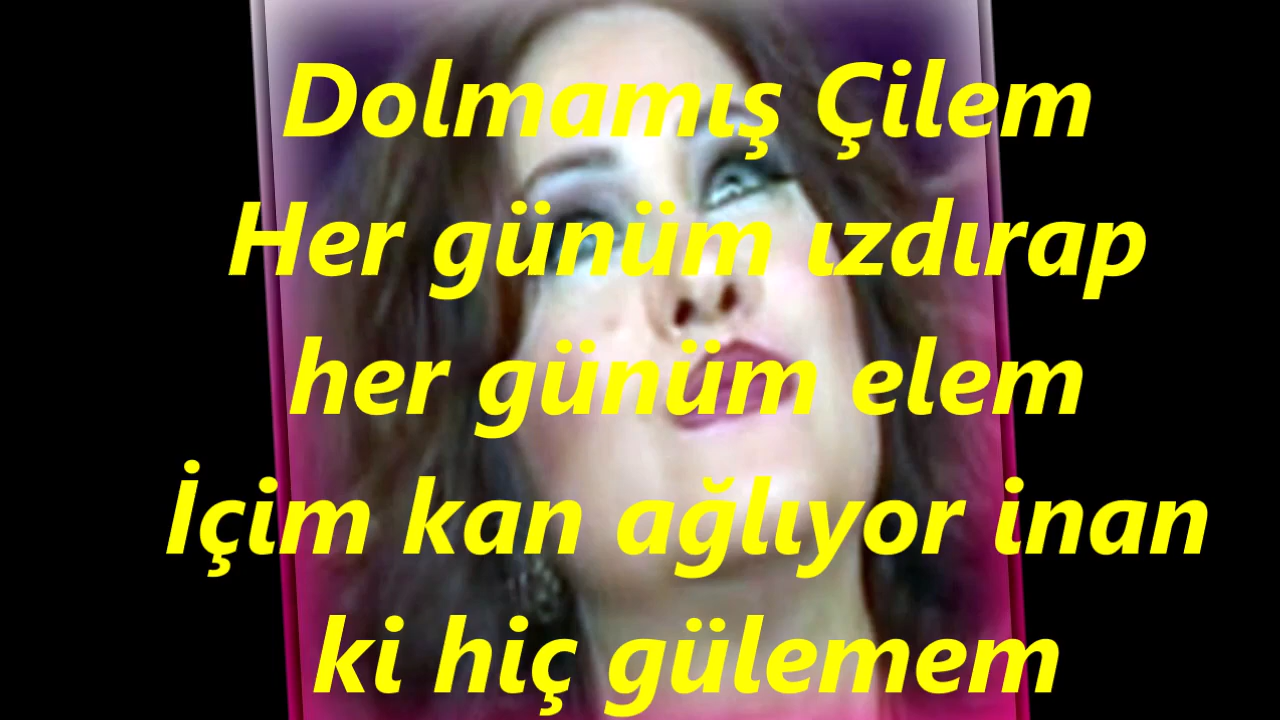 Dolmamış Çilem
Her günüm ızdırap
her günüm elem
İçim kan ağlıyor inan
ki hiç gülemem